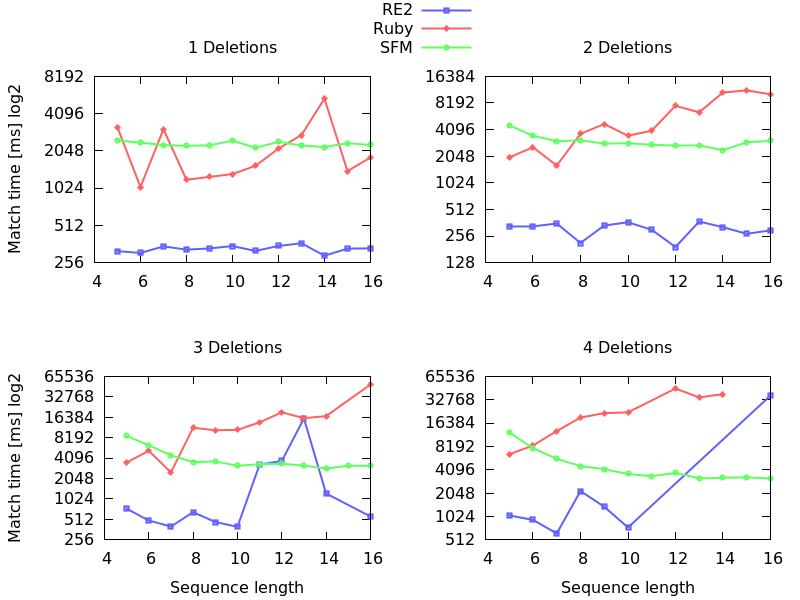 RE2
Ruby
SFM
1 Deletions
2 Deletions
Match time [ms] log2
8192
4096
2048
1024
512
256
4 6 8 10 12 14 16
16384
8192
4096
2048
1024
512
256
128
4 6 8 10 12 14 16
3 Deletions
4 Deletions
Match time [ms] log2
65536
32768
16384
8192
4096
2048
1024
512
256
4 6 8 10 12 14 16
Sequence length
65536
32768
16384
8192
4096
2048
1024
512
4 6 8 10 12 14 16
Sequence length